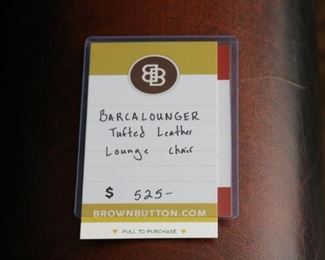 BB
BARCALOUNGER
Tufted Leather
Lounge Chair
$ 525-
BROWNBUTTON.COM
▼ PULL TO PURCHASE ▼